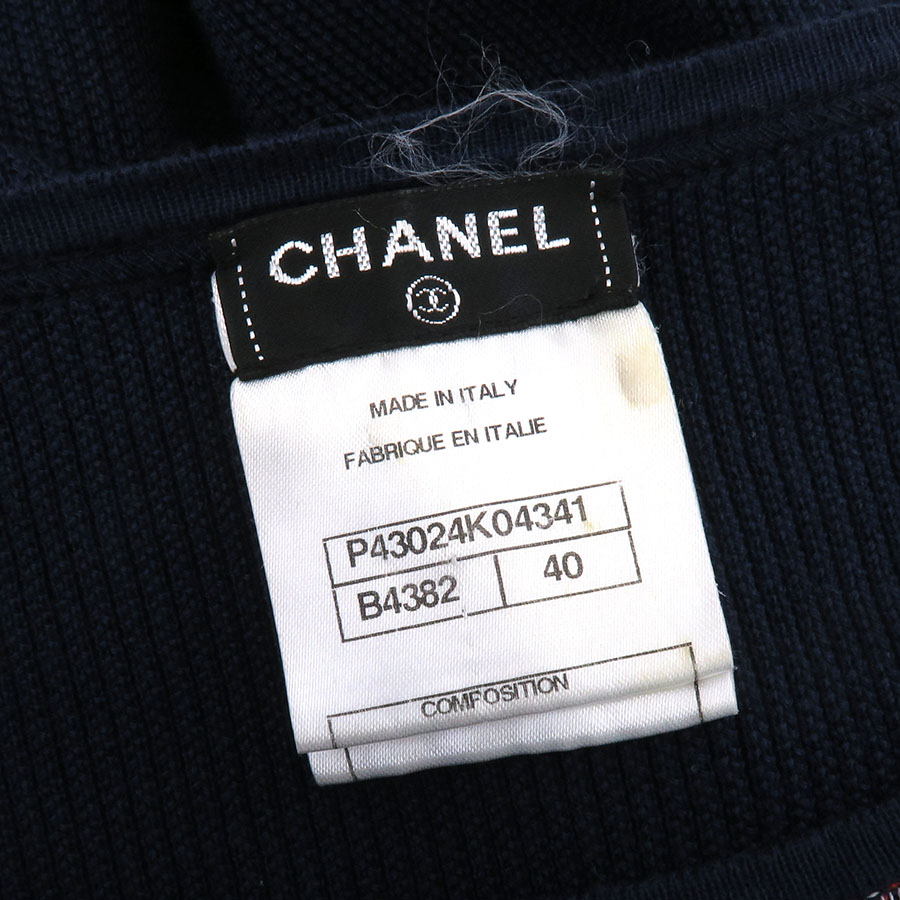 CHANEL
MADE IN ITALY
FABRIQUE EN ITALIE
P43024K04341
B4382 40
COMPOSITION